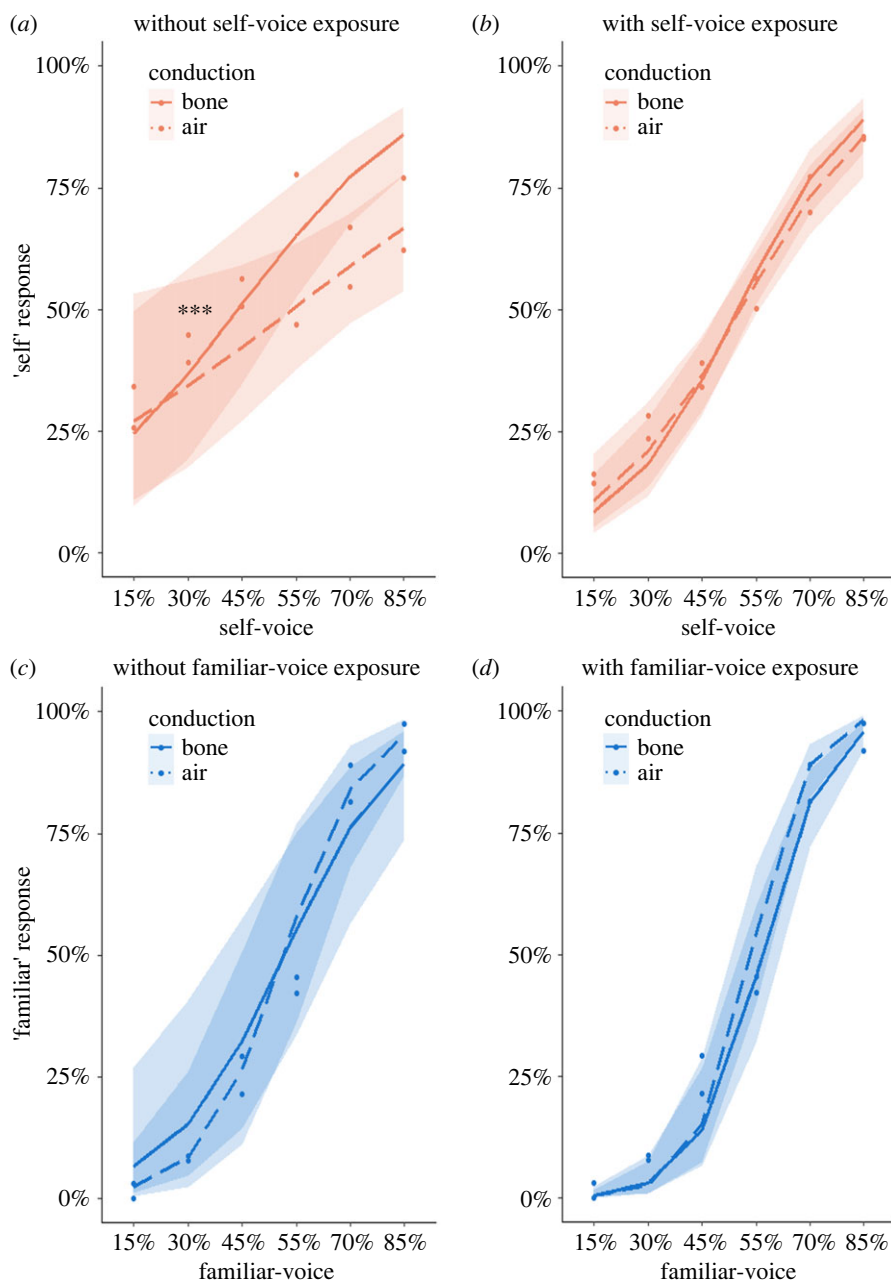 (a) without self-voice exposure
(b) with self-voice exposure
100%
75%
50%
25%
0%
'self' response
conduction
bone
air
***
15% 30% 45% 55% 70% 85%
self-voice
100%
75%
50%
25%
0%
conduction
bone
air
15% 30% 45% 55% 70% 85%
self-voice
(c) without familiar-voice exposure
(d) with familiar-voice exposure
100%
75%
50%
25%
0%
'familiar' response
conduction
bone
air
15% 30% 45% 55% 70% 85%
familiar-voice
100%
75%
50%
25%
0%
conduction
bone
air
15% 30% 45% 55% 70% 85%
familiar-voice